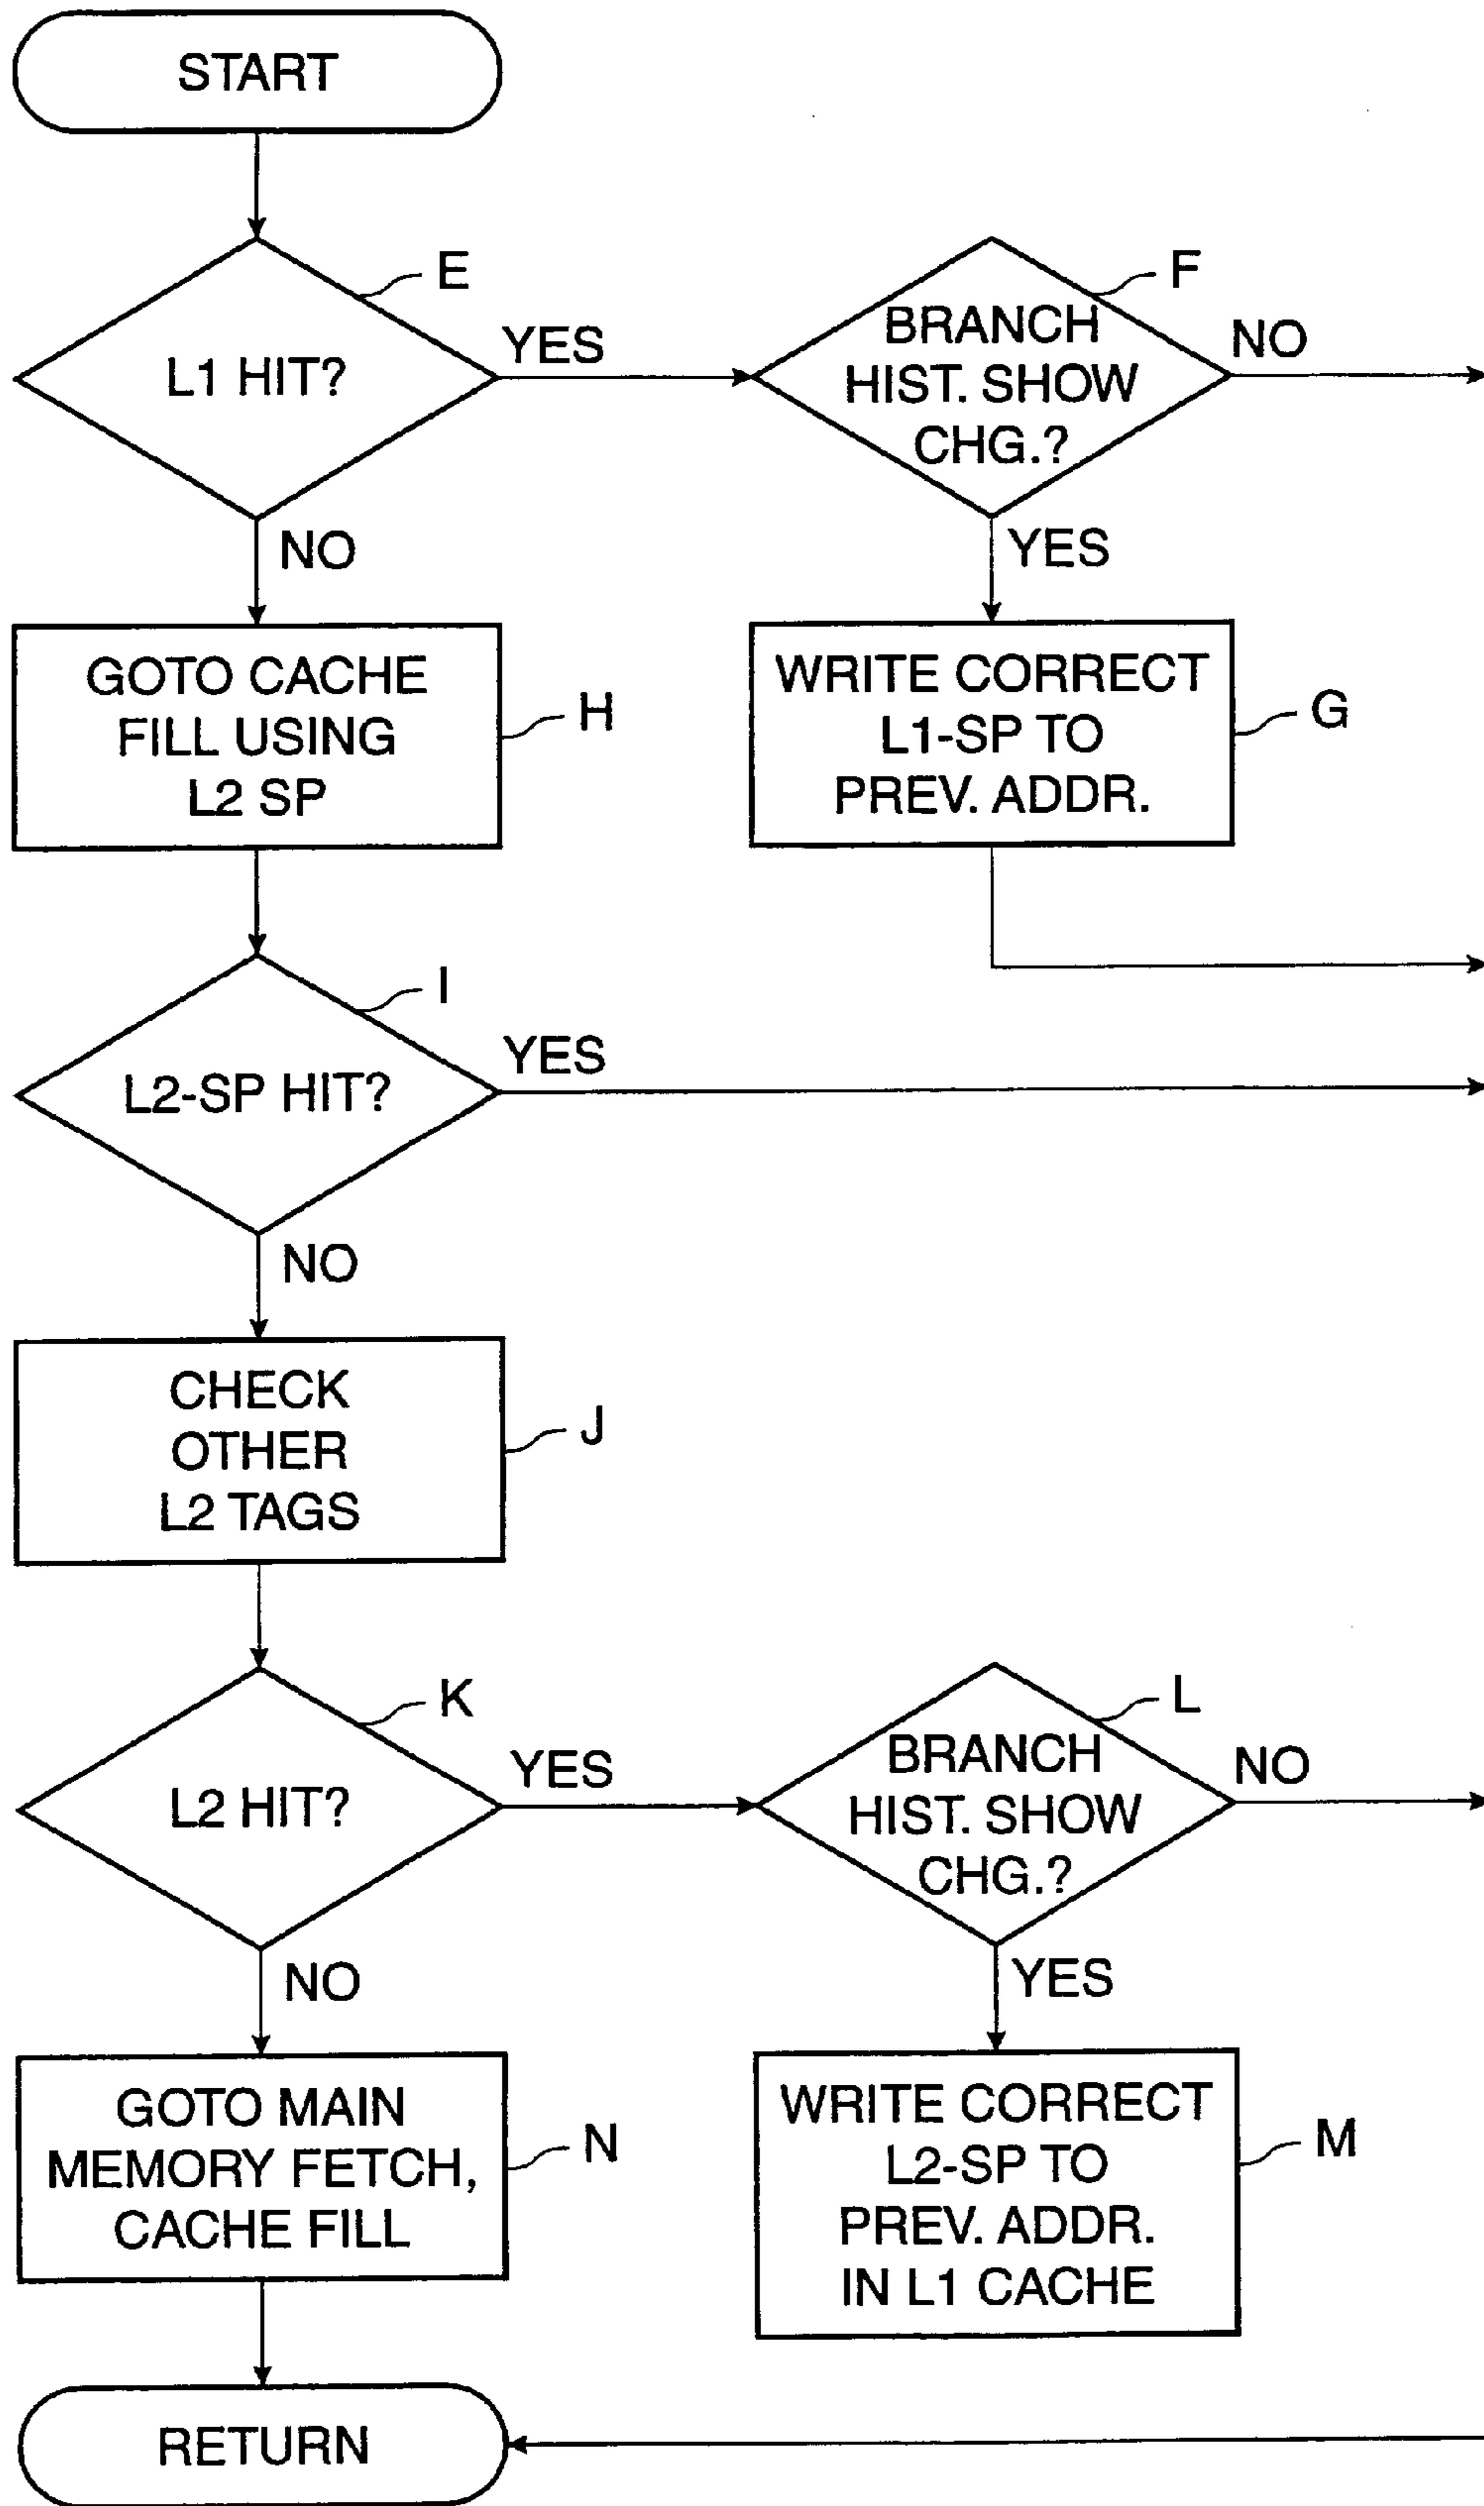 START
E
L1 HIT?
YES
F
BRANCH
HIST. SHOW
CHG.?
NO
NO
YES
GOTO CACHE
FILL USING
L2 SP
H
WRITE CORRECT
L1-SP TO
PREV. ADDR.
G
I
L2-SP HIT?
YES
NO
CHECK
OTHER
L2 TAGS
J
K
L2 HIT?
YES
L
BRANCH
HIST. SHOW
CHG.?
NO
NO
YES
GOTO MAIN
MEMORY FETCH,
CACHE FILL
N
WRITE CORRECT
L2-SP TO
PREV. ADDR.
IN L1 CACHE
M
RETURN